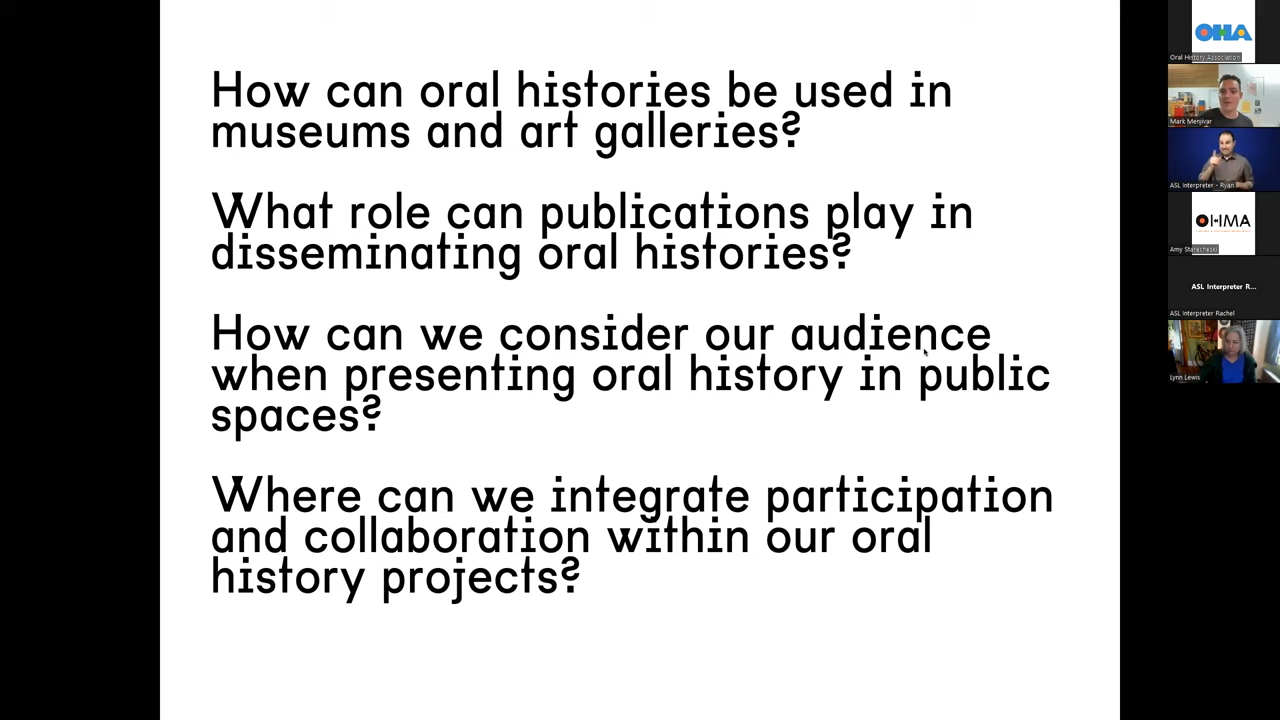 How can oral histories be used in
museums and art galleries?
What role can publications play in
disseminating oral histories?
How can we consider our audience
when presenting oral history in public
spaces?
Where can we integrate participation
and collaboration within our oral
history projects?
OHA
Oral History Association
Mark Menjivar
ASL Interpreter - Ryan
OHMA
Amy Starecheski
ASL Interpreter R...
ASL Interpreter Rachel
Lynn Lewis